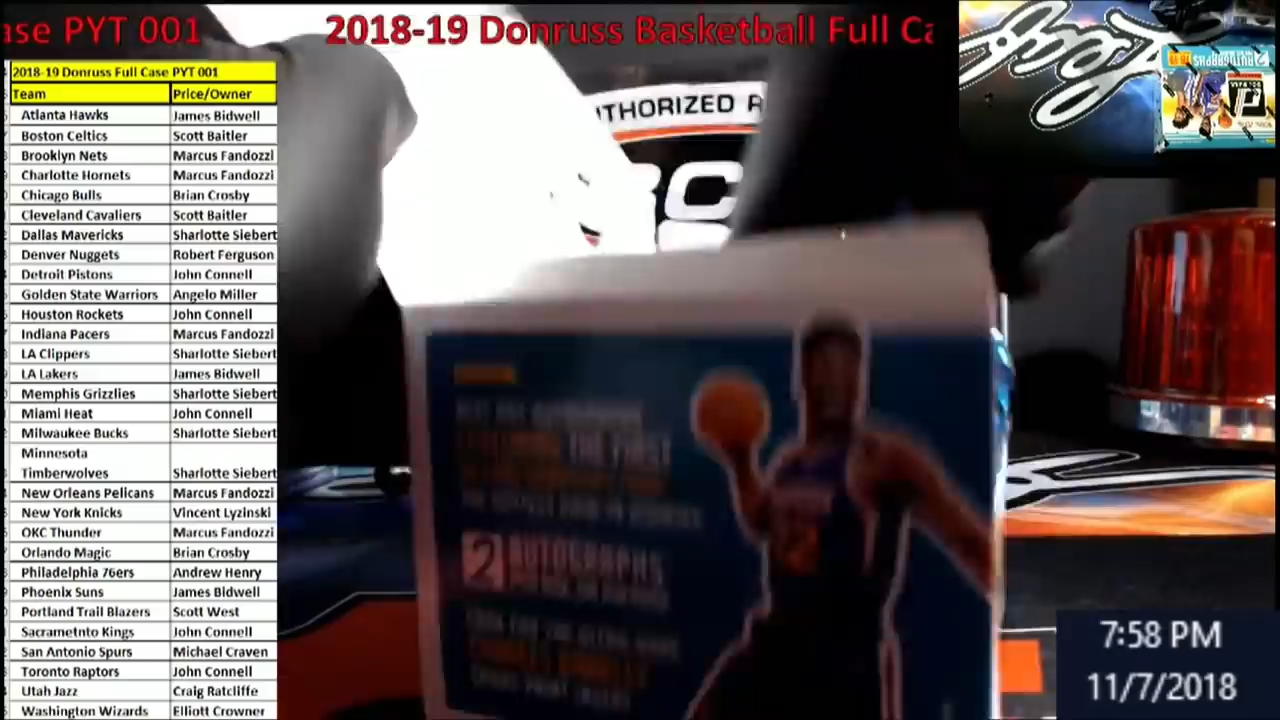 ase PYT 001
2018-19 Donruss Basketball Full Ca
2018-19 Donruss Full Case PYT 001
Team Price/Owner
Atlanta Hawks James Bidwell
Boston Celtics Scott Baitler
Brooklyn Nets Marcus Fandozzi
Charlotte Hornets Marcus Fandozzi
Chicago Bulls Brian Crosby
Cleveland Cavaliers Scott Baitler
Dallas Mavericks Sharlotte Siebert
Denver Nuggets Robert Ferguson
Detroit Pistons John Connell
Golden State Warriors Angelo Miller
Houston Rockets John Connell
Indiana Pacers Marcus Fandozzi
LA Clippers Sharlotte Siebert
LA Lakers James Bidwell
Memphis Grizzlies Sharlotte Siebert
Miami Heat John Connell
Milwaukee Bucks Sharlotte Siebert
Minnesota
Timberwolves Sharlotte Siebert
New Orleans Pelicans Marcus Fandozzi
New York Knicks Vincent Lyzinski
OKC Thunder Marcus Fandozzi
Orlando Magic Brian Crosby
Philadelphia 76ers Andrew Henry
Phoenix Suns James Bidwell
Portland Trail Blazers Scott West
Sacrametnto Kings John Connell
San Antonio Spurs Michael Craven
Toronto Raptors John Connell
Utah Jazz Craig Ratcliffe
Washington Wizards Elliott Crowner
THORIZED R
THE FIRST
2 AUTOGRAPHS
2 AUTOGRAPHS
7:58 PM
11/7/2018